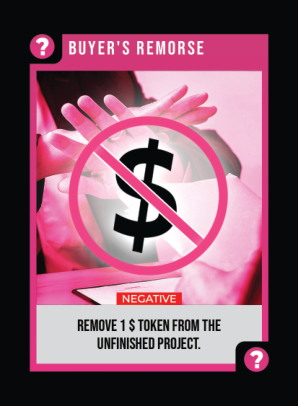 ?
BUYER'S REMORSE
$
NEGATIVE
REMOVE 1 $ TOKEN FROM THE
UNFINISHED PROJECT.
?